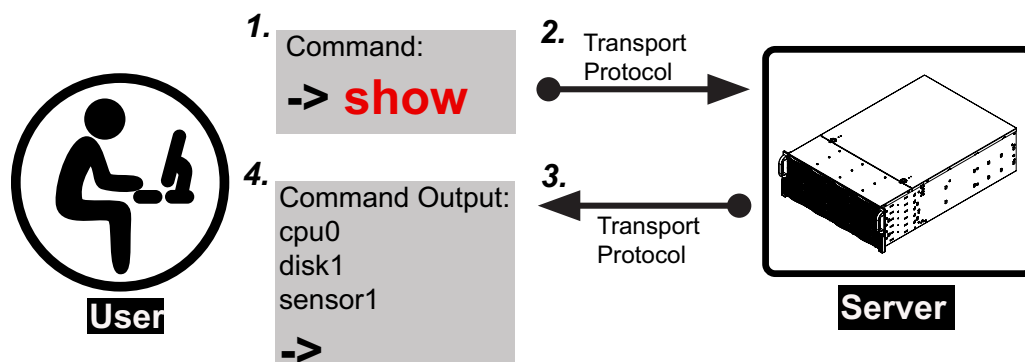 1.
Command:
-> show
2.
Transport
Protocol
3.
Transport
Protocol
4.
Command Output:
cpu0
disk1
sensor1
->
User
Server